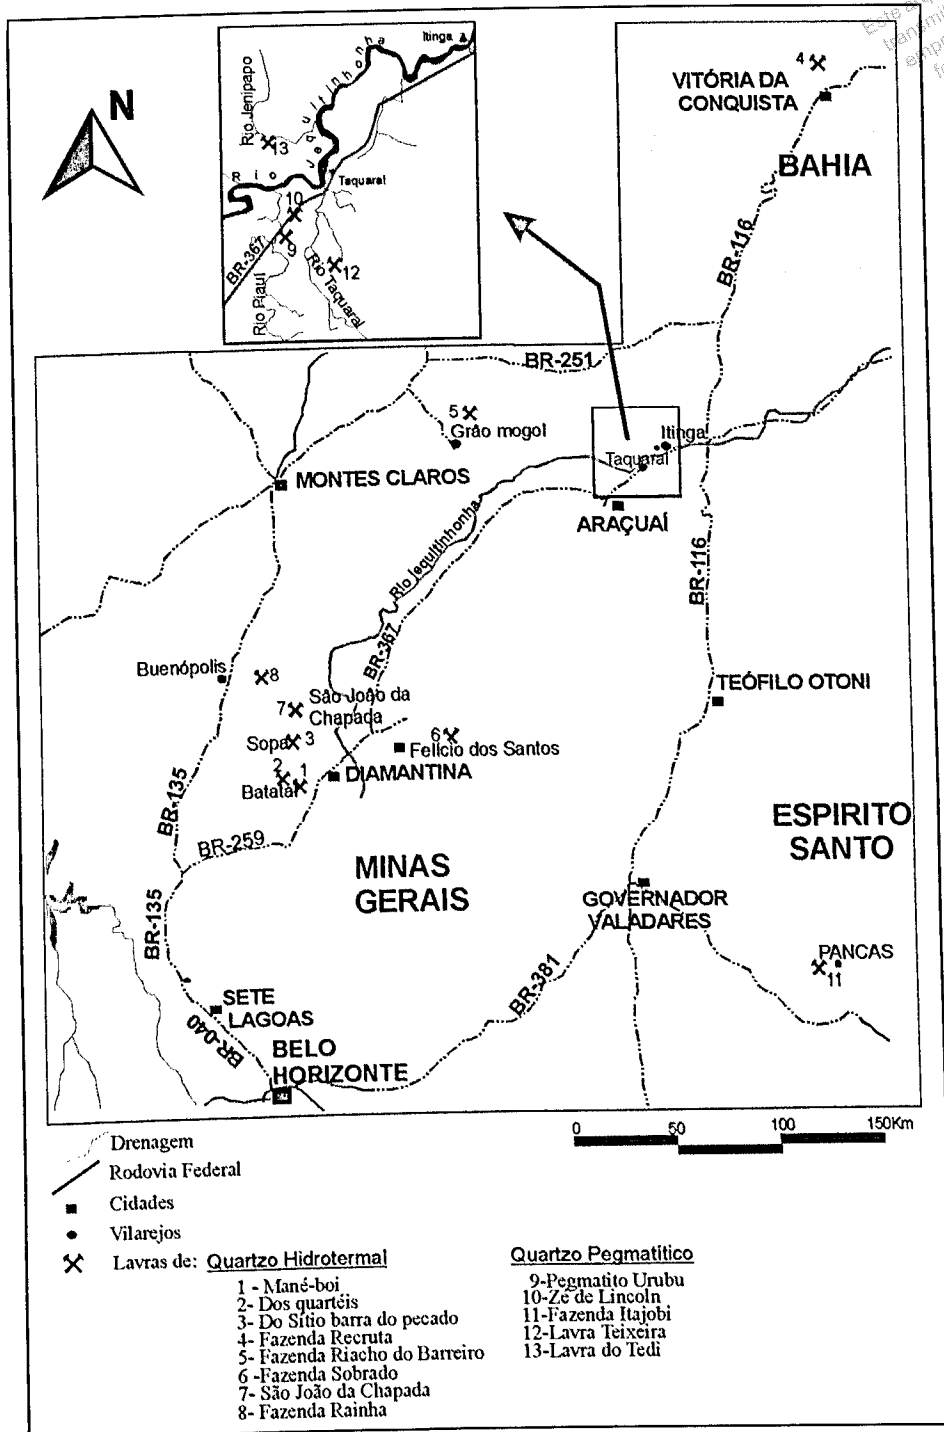 N
Itinga
Rio Jenipapo
Rio Jequitinhonha
13
Taquaral
10
9
12
BR-367
Rio Piauí
Rio Taquaral
4
VITÓRIA DA
CONQUISTA
BAHIA
BR-116
BR-251
5
Grão mogol
Itinga
Taquaral
MONTES CLAROS
ARAÇUAÍ
Rio Jequitinhonha
BR-116
BR-367
Buenópolis
8
TEÓFILO OTONI
São João da
Chapada
7
Sopa
3
6
Felício dos Santos
2
1
DIAMANTINA
Batatal
BR-135
BR-259
ESPIRITO
SANTO
MINAS
GERAIS
GOVERNADOR
VALADARES
BR-135
PANCAS
11
BR-381
SETE
LAGOAS
BR-040
BELO
HORIZONTE
0 50 100 150Km
Drenagem
Rodovia Federal
Cidades
Vilarejos
Lavras de: Quartzo Hidrotermal
1 - Mané-boi
2- Dos quartéis
3- Do Sítio barra do pecado
4- Fazenda Recruta
5- Fazenda Riacho do Barreiro
6 -Fazenda Sobrado
7- São João da Chapada
8- Fazenda Rainha
Quartzo Pegmatítico
9-Pegmatito Urubu
10-Zé de Lincoln
11-Fazenda Itajobi
12-Lavra Teixeira
13-Lavra do Tedi